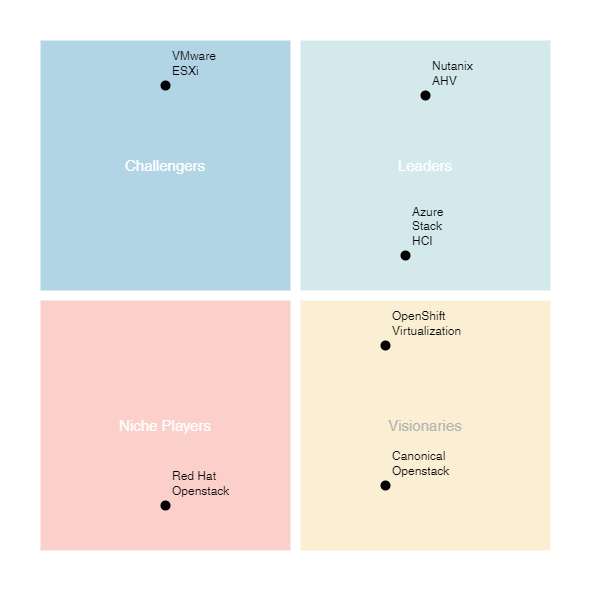 VMware
ESXi
Challengers
Nutanix
AHV
Leaders
Azure
Stack
HCI
Niche Players
Red Hat
Openstack
OpenShift
Virtualization
Visionaries
Canonical
Openstack